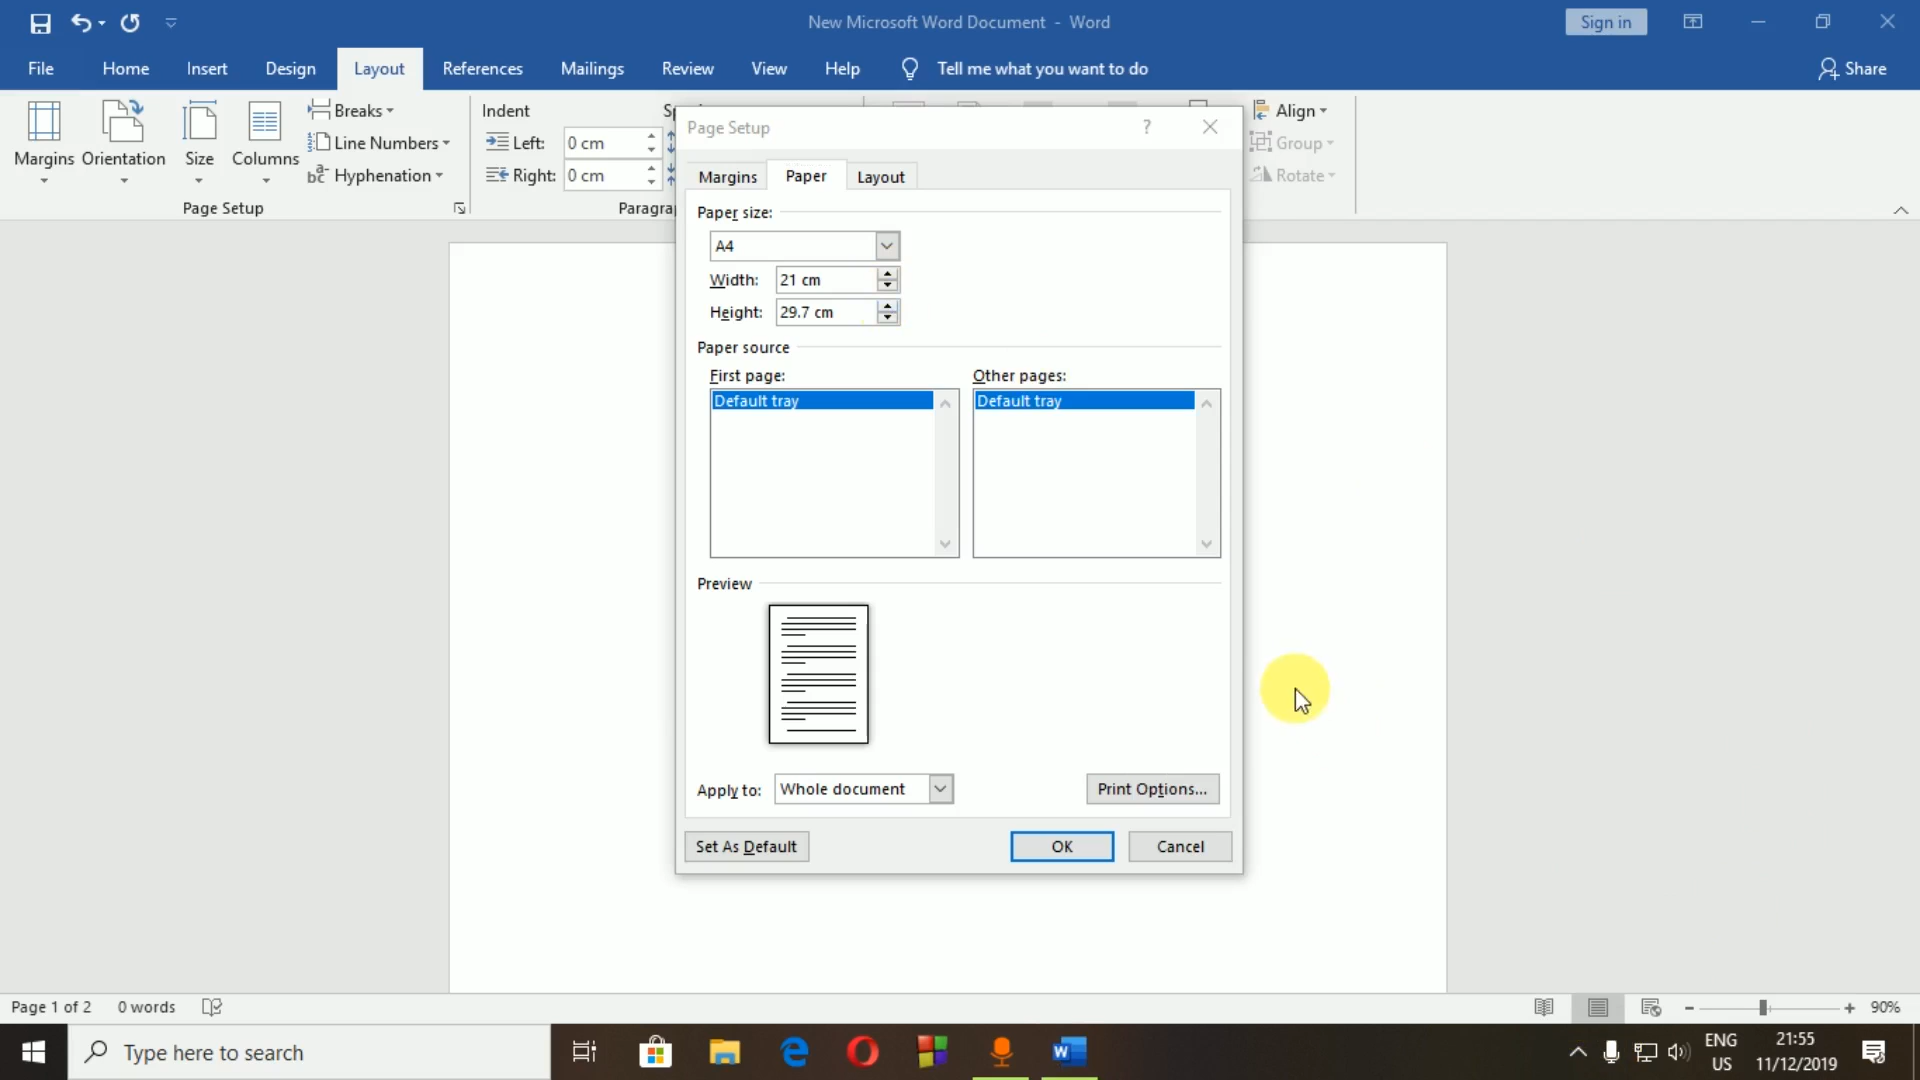 New Microsoft Word Document - Word
Sign in
File Home Insert Design Layout References Mailings Review View Help Tell me what you want to do Share
Margins Orientation Size Columns
Breaks
Line Numbers
bc Hyphenation
Page Setup
Indent
Left: 0 cm
Right: 0 cm
Align
Group
Rotate
Page Setup ?
Margins Paper Layout
Paper size:
A4
Width: 21 cm
Height: 29.7 cm
Paper source
First page: Other pages:
Default tray Default tray
Preview
Apply to: Whole document Print Options...
Set As Default OK Cancel
Page 1 of 2 0 words 90%
Type here to search
ENG
US
21:55
11/12/2019